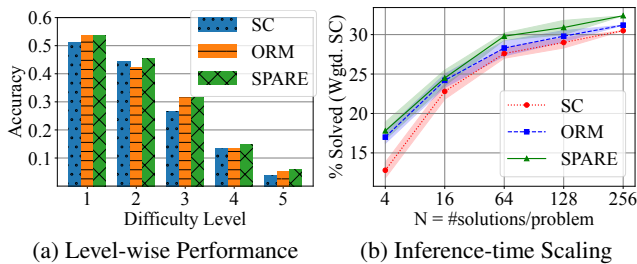 0.6
0.5
0.4
0.3
0.2
0.1
Accuracy
SC
ORM
SPARE
1 2 3 4 5
Difficulty Level
(a) Level-wise Performance
30
25
20
15
% Solved (Wgtd. SC)
SC
ORM
SPARE
4 16 64 128 256
N = #solutions/problem
(b) Inference-time Scaling